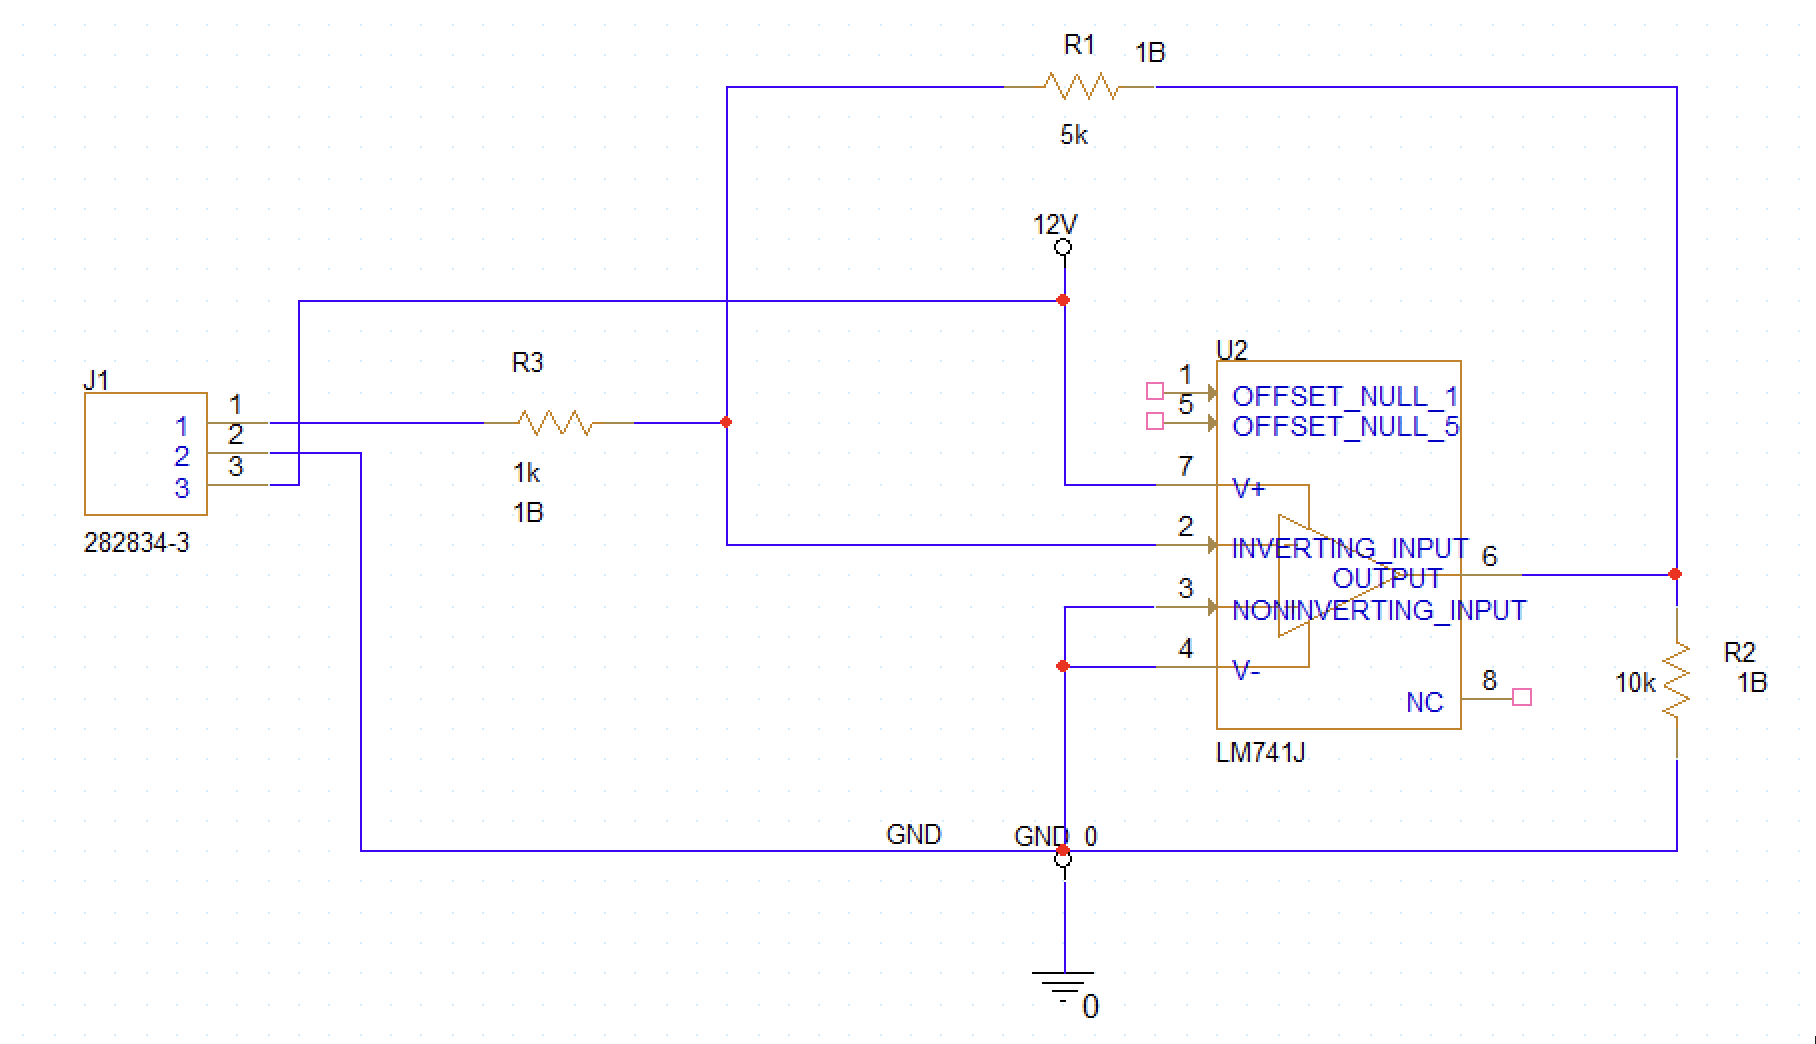 R1 1B
5k
12V
J1
1
1
2
2
3
3
282834-3
R3
1k
1B
U2
1
OFFSET_NULL_1
5
OFFSET_NULL_5
7
V+
2
INVERTING_INPUT
6
OUTPUT
3
NONINVERTING_INPUT
4
V-
8
NC
LM741J
R2
10k
1B
GND
GND 0
0